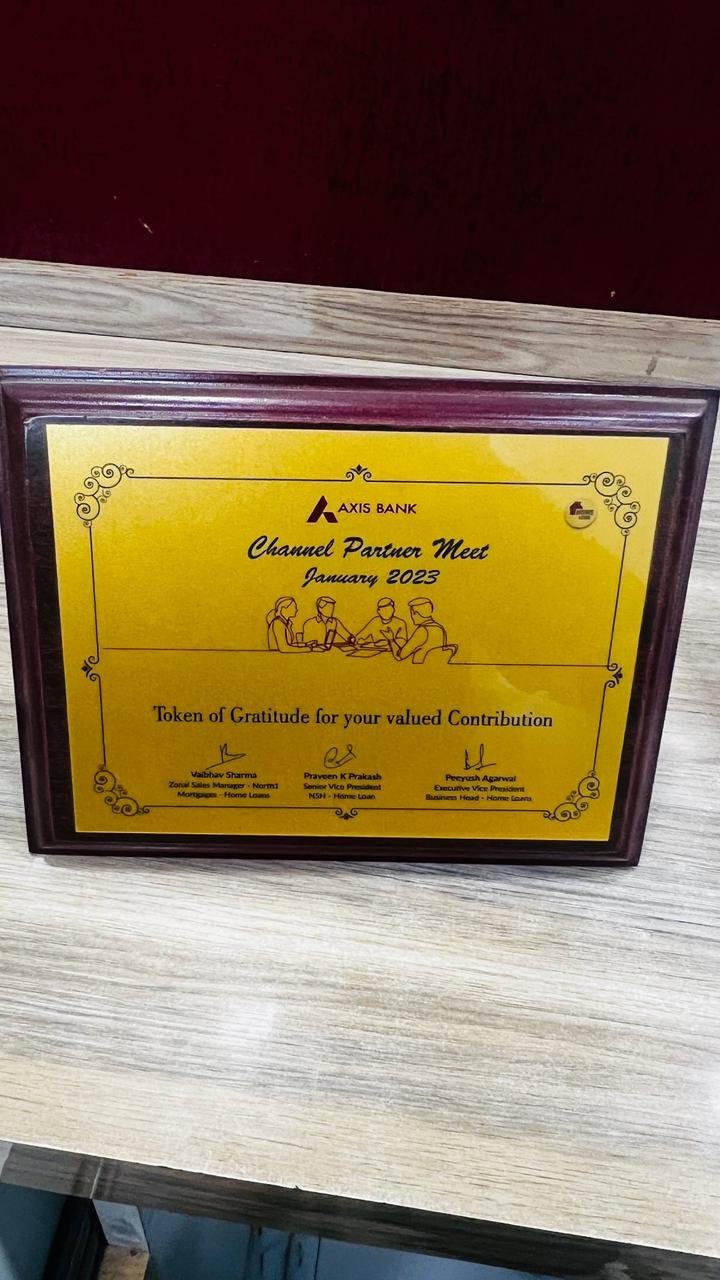 AXIS BANK
Channel Partner Meet
January 2023
Token of Gratitude for your valued Contribution
Vaibhav Sharma
Zonal Sales Manager - North1
Mortgages - Home Loans
Praveen K Prakash
Senior Vice President
NSH - Home Loan
Peeyush Agarwal
Executive Vice President
Business Head - Home Loans